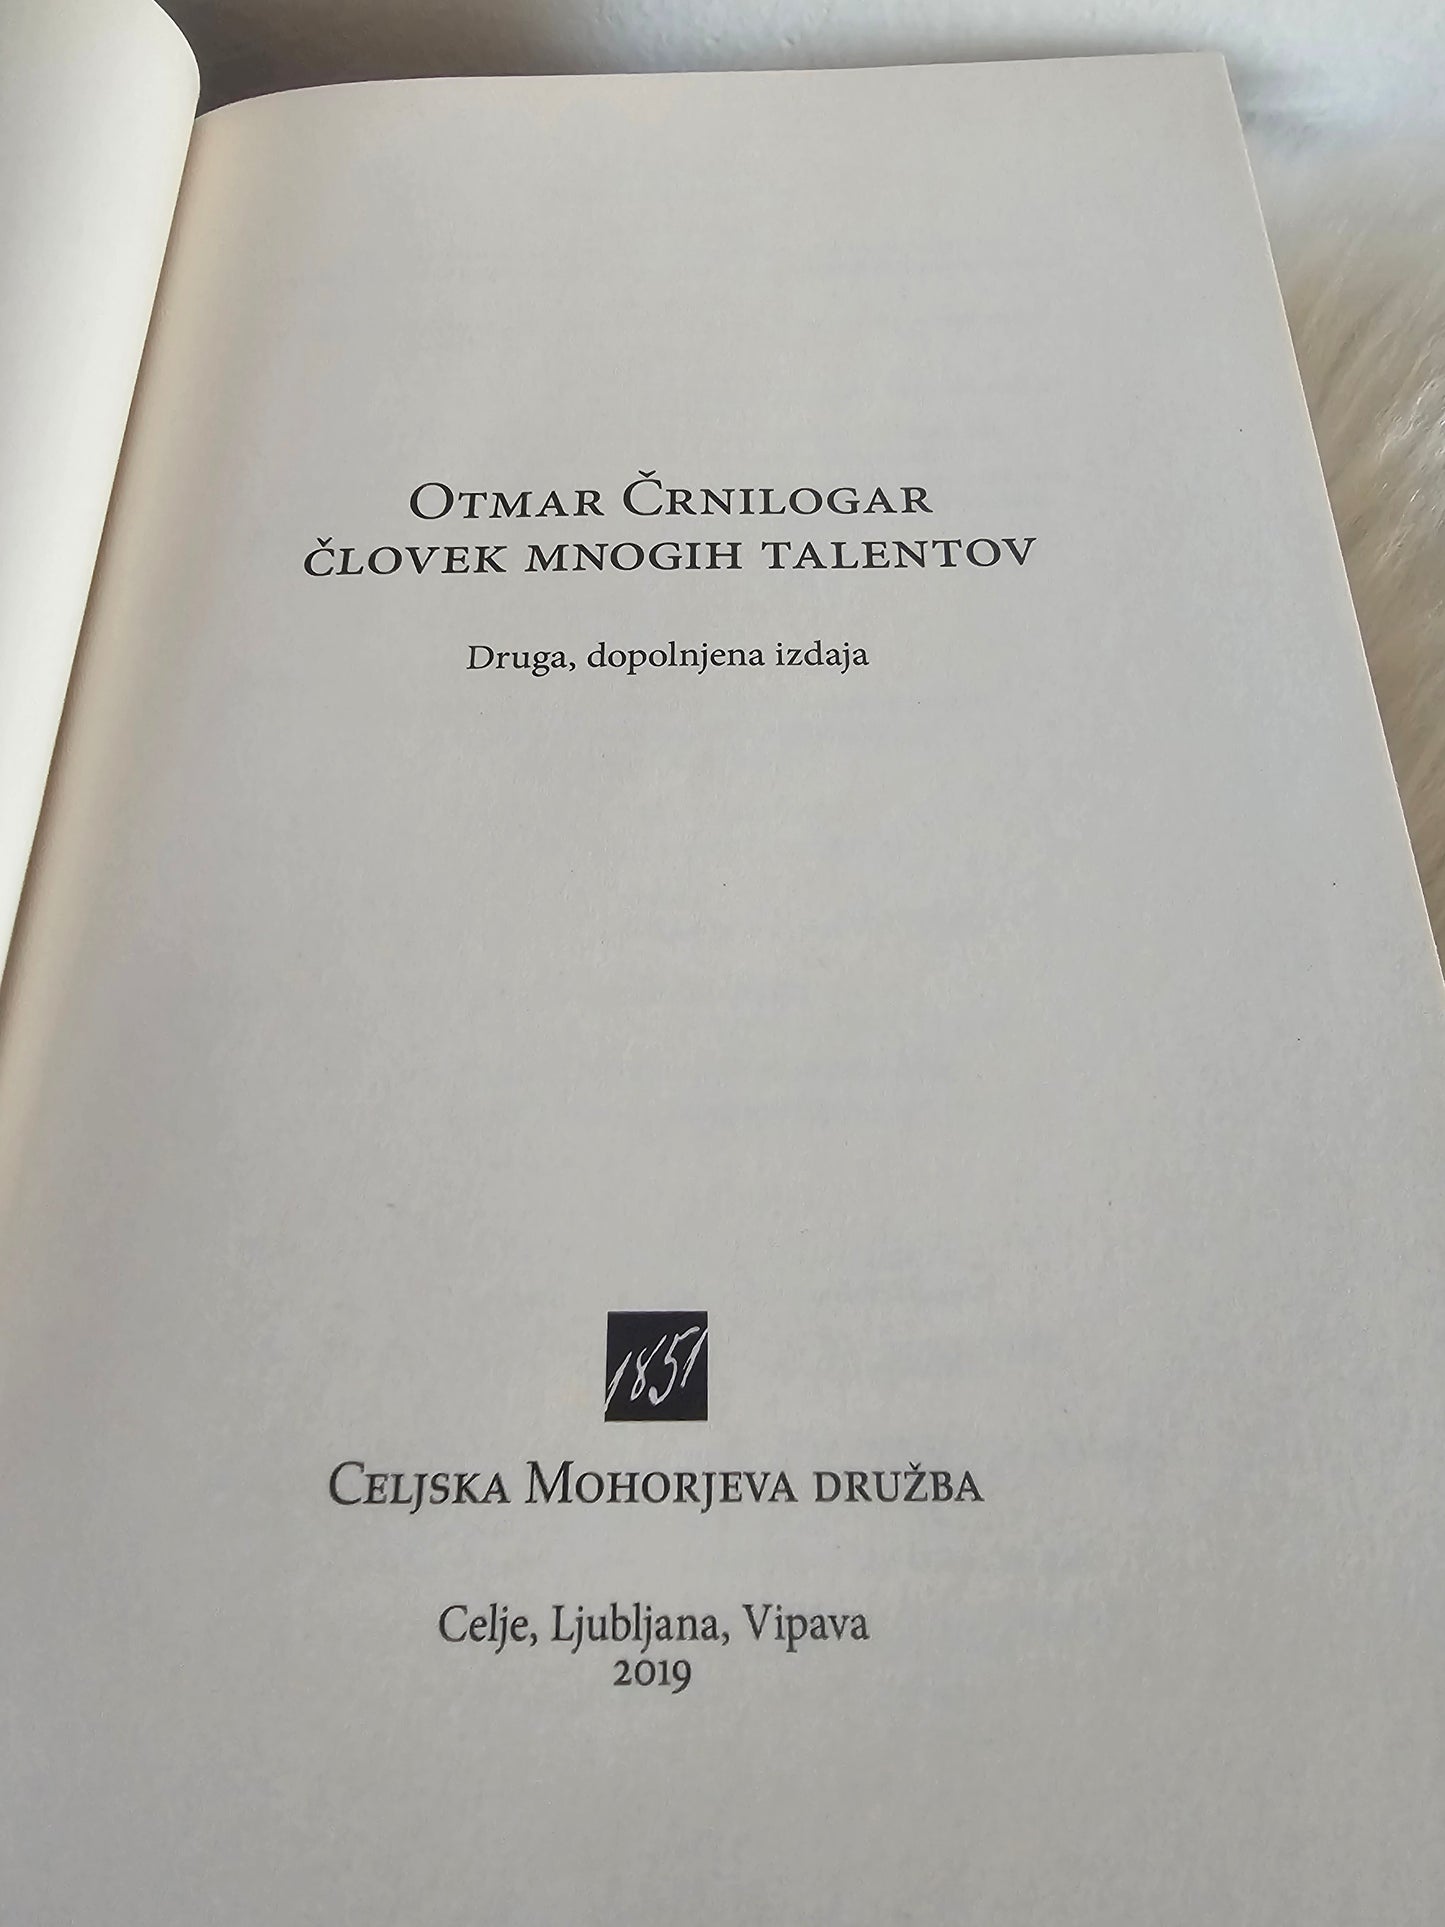 Otmar Črnilogar
človek mnogih talentov
Druga, dopolnjena izdaja
1851
Celjska Mohorjeva družba
Celje, Ljubljana, Vipava
2019